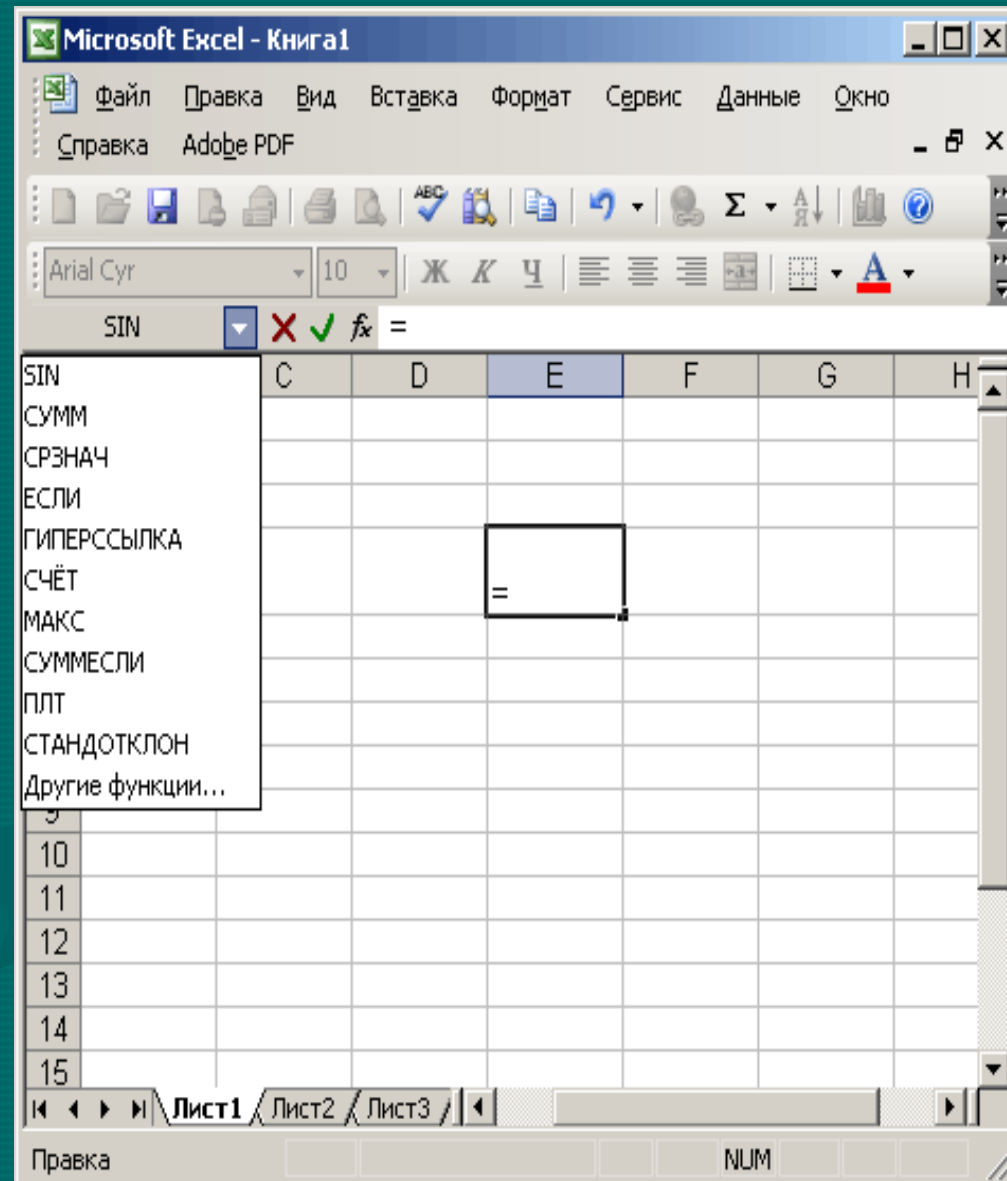 Microsoft Excel - Книга1
Файл Правка Вид Вставка Формат Сервис Данные Окно
Справка Adobe PDF
ABC Σ А Я
Arial Cyr 10 Ж К Ч a A
SIN fx =
SIN C D E F G H
СУММ
СРЗНАЧ
ЕСЛИ
ГИПЕРССЫЛКА
СЧЁТ
=
МАКС
СУММЕСЛИ
ПЛТ
СТАНДОТКЛОН
Другие функции...
9
10
11
12
13
14
15
Лист1 Лист2 Лист3
Правка NUM